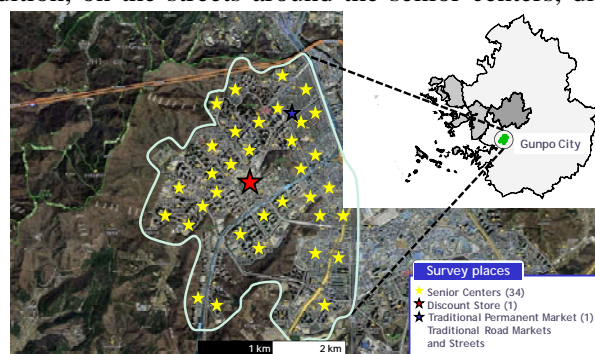 dition, on the streets around the senior centers, di
Gunpo City
Survey places
Senior Centers (34)
Discount Store (1)
Traditional Permanent Market (1)
Traditional Road Markets
and Streets
1 km 2 km